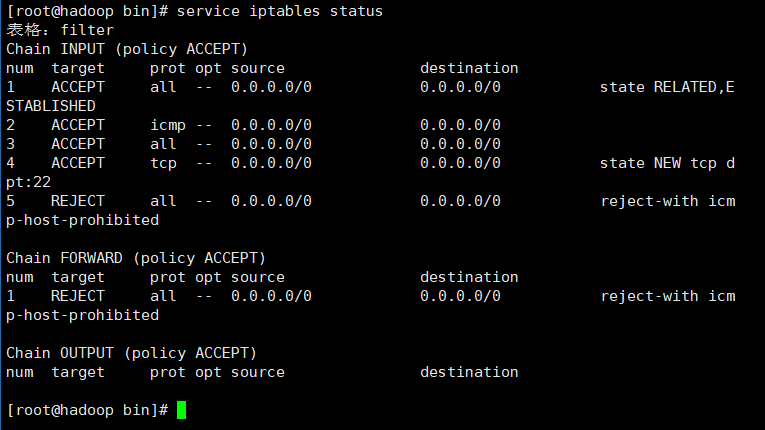 [root@hadoop bin]# service iptables status
表格：filter
Chain INPUT (policy ACCEPT)
num  target     prot opt source               destination
1    ACCEPT     all  --  0.0.0.0/0            0.0.0.0/0           state RELATED,E
STABLISHED
2    ACCEPT     icmp --  0.0.0.0/0            0.0.0.0/0
3    ACCEPT     all  --  0.0.0.0/0            0.0.0.0/0
4    ACCEPT     tcp  --  0.0.0.0/0            0.0.0.0/0           state NEW tcp d
pt:22
5    REJECT     all  --  0.0.0.0/0            0.0.0.0/0           reject-with icm
p-host-prohibited
Chain FORWARD (policy ACCEPT)
num  target     prot opt source               destination
1    REJECT     all  --  0.0.0.0/0            0.0.0.0/0           reject-with icm
p-host-prohibited
Chain OUTPUT (policy ACCEPT)
num  target     prot opt source               destination
[root@hadoop bin]#